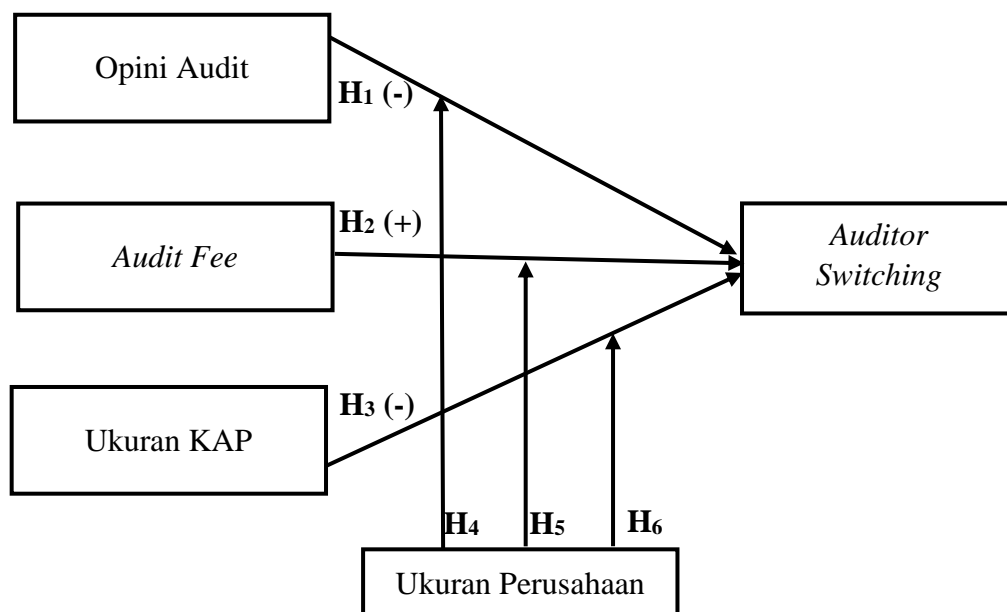 Opini Audit
H1 (-)
H2 (+)
Audit Fee
Auditor
Switching
H3 (-)
Ukuran KAP
H4
H5
H6
Ukuran Perusahaan